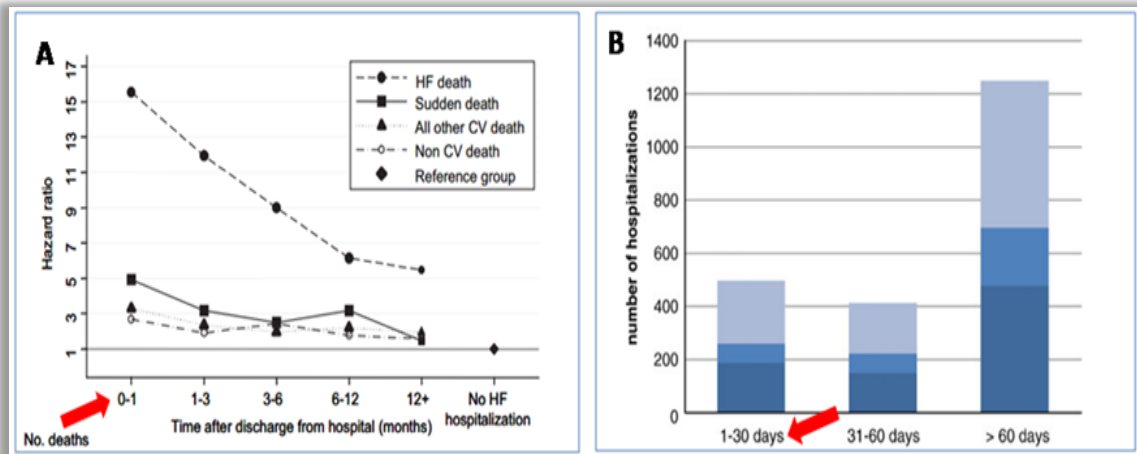 A
17
15
13
11
9
7
5
3
1
Hazard ratio
HF death
Sudden death
All other CV death
Non CV death
Reference group
0-1
1-3
3-6
6-12
12+
No HF
hospitalization
No. deaths
Time after discharge from hospital (months)
B
1400
1200
1000
800
600
400
200
0
number of hospitalizations
1-30 days
31-60 days
> 60 days